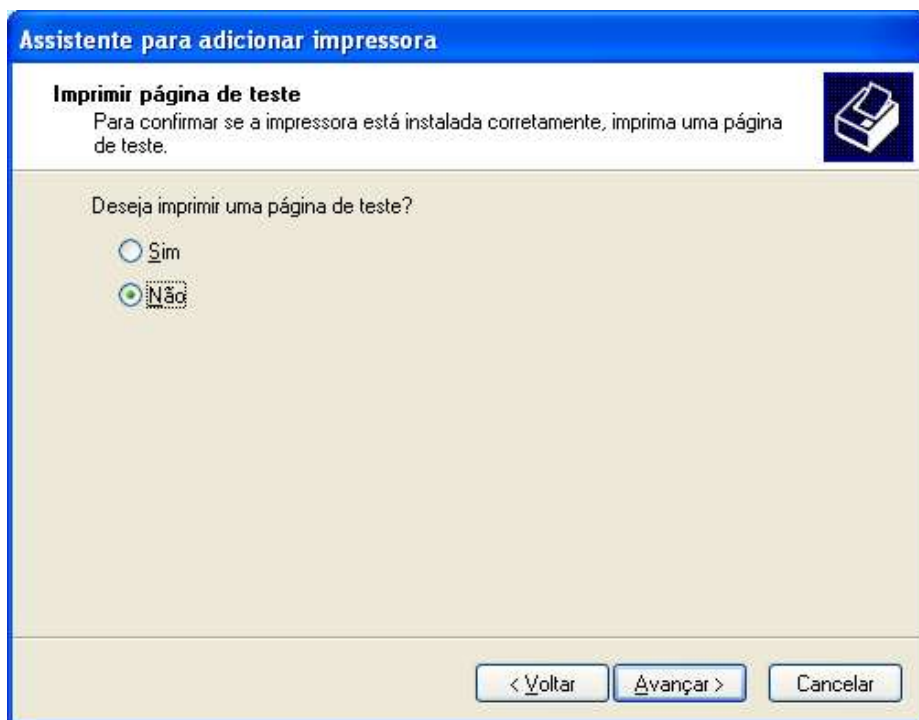 Assistente para adicionar impressora
Imprimir página de teste
Para confirmar se a impressora está instalada corretamente, imprima uma página
de teste.
Deseja imprimir uma página de teste?
Sim
Não
< Voltar Avançar > Cancelar